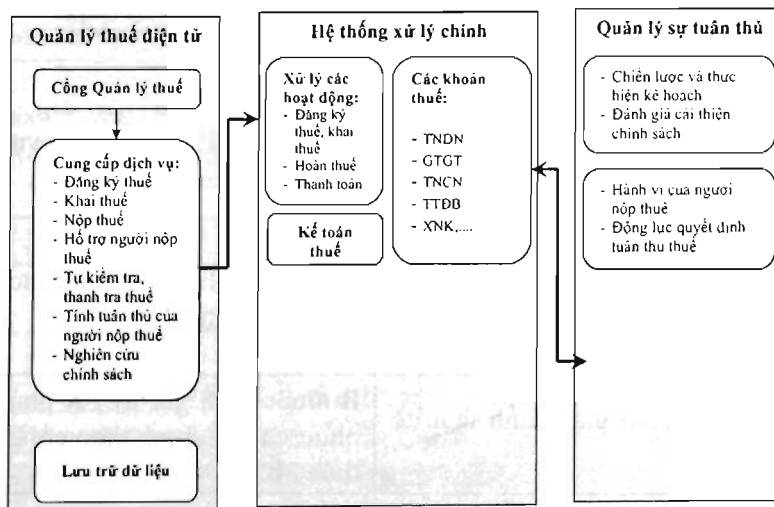 Quản lý thuế điện tử
Cổng Quản lý thuế
Cung cấp dịch vụ:
- Đăng ký thuế
- Khai thuế
- Nộp thuế
- Hỗ trợ người nộp
thuế
- Tự kiểm tra,
thanh tra thuế
- Tính tuân thủ của
người nộp thuế
- Nghiên cứu
chính sách
Lưu trữ dữ liệu
Hệ thống xử lý chính
Xử lý các
hoạt động:
- Đăng ký
thuế, khai
thuế
- Hoàn thuế
- Thanh toán
Kế toán
thuế
Các khoản
thuế:
- TNDN
- GTGT
- TNCN
- TTĐB
- XNK,....
Quản lý sự tuân thủ
- Chiến lược và thực
hiện kế hoạch
- Đánh giá cải thiện
chính sách
- Hành vi của người
nộp thuế
- Động lực quyết định
tuân thủ thuế